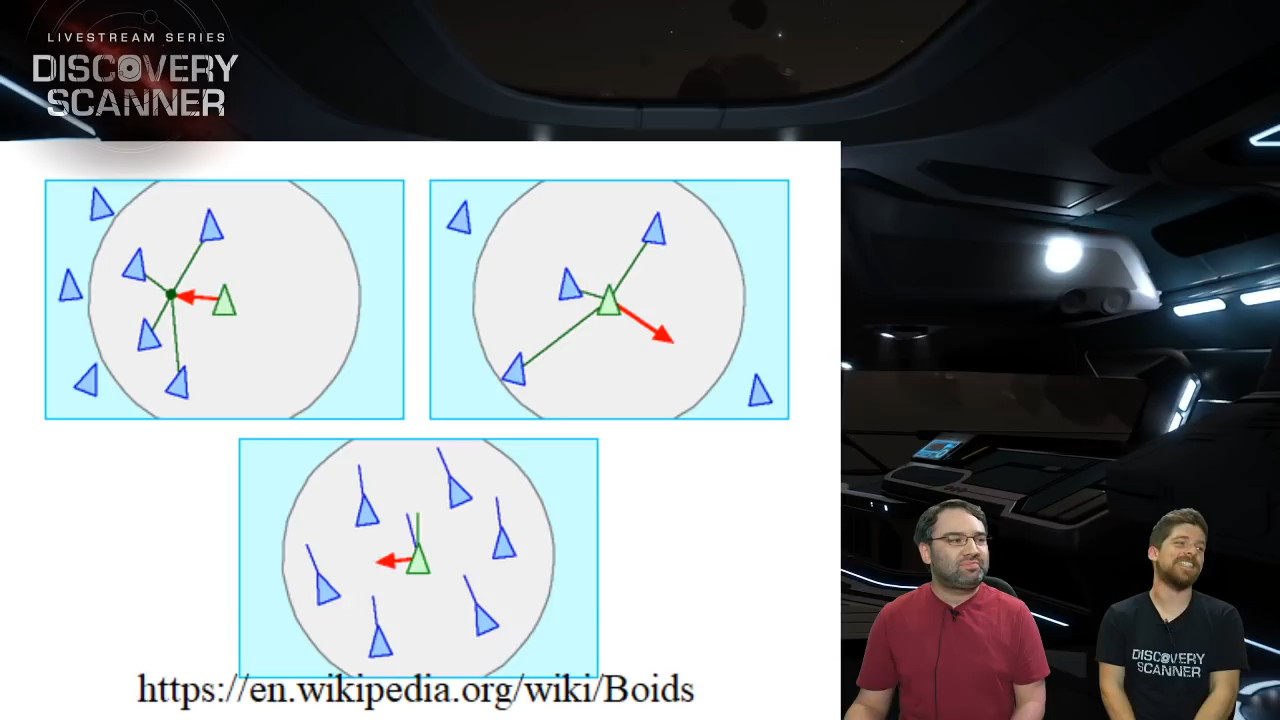 LIVESTREAM SERIES
DISCOVERY
SCANNER
https://en.wikipedia.org/wiki/Boids
DISCOVERY
SCANNER